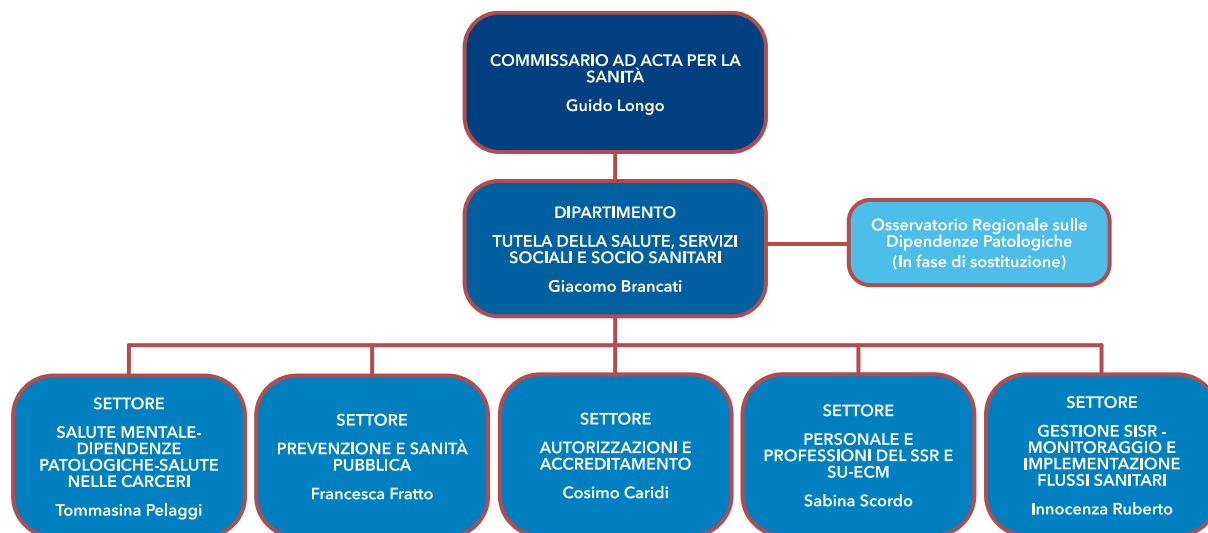 COMMISSARIO AD ACTA PER LA
SANITÀ
Guido Longo
DIPARTIMENTO
TUTELA DELLA SALUTE, SERVIZI
SOCIALI E SOCIO SANITARI
Giacomo Brancati
Osservatorio Regionale sulle
Dipendenze Patologiche
(In fase di sostituzione)
SETTORE
SALUTE MENTALE-
DIPENDENZE
PATOLOGICHE-SALUTE
NELLE CARCERI
Tommasina Pelaggi
SETTORE
PREVENZIONE E SANITÀ
PUBBLICA
Francesca Fratto
SETTORE
AUTORIZZAZIONI E
ACCREDITAMENTO
Cosimo Caridi
SETTORE
PERSONALE E
PROFESSIONI DEL SSR E
SU-ECM
Sabina Scordo
SETTORE
GESTIONE SISR -
MONITORAGGIO E
IMPLEMENTAZIONE
FLUSSI SANITARI
Innocenza Ruberto